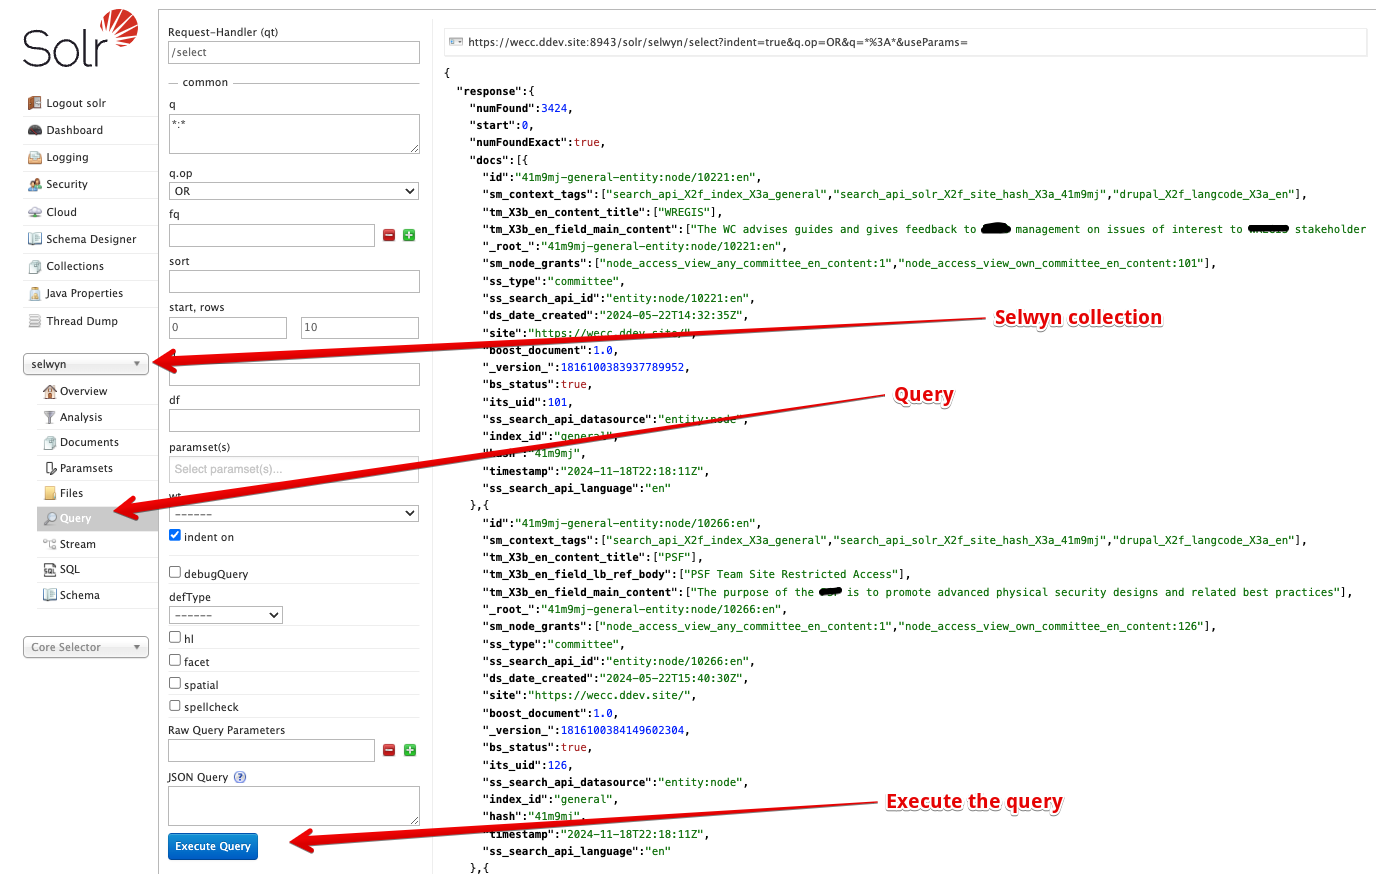 Solr
Logout solr
Dashboard
Logging
Security
Cloud
Schema Designer
Collections
Java Properties
Thread Dump
selwyn
Overview
Analysis
Documents
Paramsets
Files
Query
Stream
SQL
Schema
Core Selector
Request-Handler (qt)
/select
common
q
*:*
q.op
OR
fq
sort
start, rows
0 10
df
paramset(s)
Select paramset(s)...
wt
------
indent on
debugQuery
defType
------
hl
facet
spatial
spellcheck
Raw Query Parameters
JSON Query ?
Execute Query
https://wecc.ddev.site:8943/solr/selwyn/select?indent=true&q.op=OR&q=*%3A*&useParams=
{
"response":{
"numFound":3424,
"start":0,
"numFoundExact":true,
"docs":[{
"id":"41m9mj-general-entity:node/10221:en",
"sm_context_tags":["search_api_X2f_index_X3a_general","search_api_solr_X2f_site_hash_X3a_41m9mj","drupal_X2f_langcode_X3a_en"],
"tm_X3b_en_content_title":["WREGIS"],
"tm_X3b_en_field_main_content":["The WC advises guides and gives feedback to management on issues of interest to stakeholder
"_root_":"41m9mj-general-entity:node/10221:en",
"sm_node_grants":["node_access_view_any_committee_en_content:1","node_access_view_own_committee_en_content:101"],
"ss_type":"committee",
"ss_search_api_id":"entity:node/10221:en",
"ds_date_created":"2024-05-22T14:32:35Z",
"site":"https://wecc.ddev.site/",
"boost_document":1.0,
"_version_":1816100383937789952,
"bs_status":true,
"its_uid":101,
"ss_search_api_datasource":"entity:node",
"index_id":"general",
"hash":"41m9mj",
"timestamp":"2024-11-18T22:18:11Z",
"ss_search_api_language":"en"
},{
"id":"41m9mj-general-entity:node/10266:en",
"sm_context_tags":["search_api_X2f_index_X3a_general","search_api_solr_X2f_site_hash_X3a_41m9mj","drupal_X2f_langcode_X3a_en"],
"tm_X3b_en_content_title":["PSF"],
"tm_X3b_en_field_lb_ref_body":["PSF Team Site Restricted Access"],
"tm_X3b_en_field_main_content":["The purpose of the is to promote advanced physical security designs and related best practices"],
"_root_":"41m9mj-general-entity:node/10266:en",
"sm_node_grants":["node_access_view_any_committee_en_content:1","node_access_view_own_committee_en_content:126"],
"ss_type":"committee",
"ss_search_api_id":"entity:node/10266:en",
"ds_date_created":"2024-05-22T15:40:30Z",
"site":"https://wecc.ddev.site/",
"boost_document":1.0,
"_version_":1816100384149602304,
"bs_status":true,
"its_uid":126,
"ss_search_api_datasource":"entity:node",
"index_id":"general",
"hash":"41m9mj",
"timestamp":"2024-11-18T22:18:11Z",
"ss_search_api_language":"en"
},{
Selwyn collection
Query
Execute the query